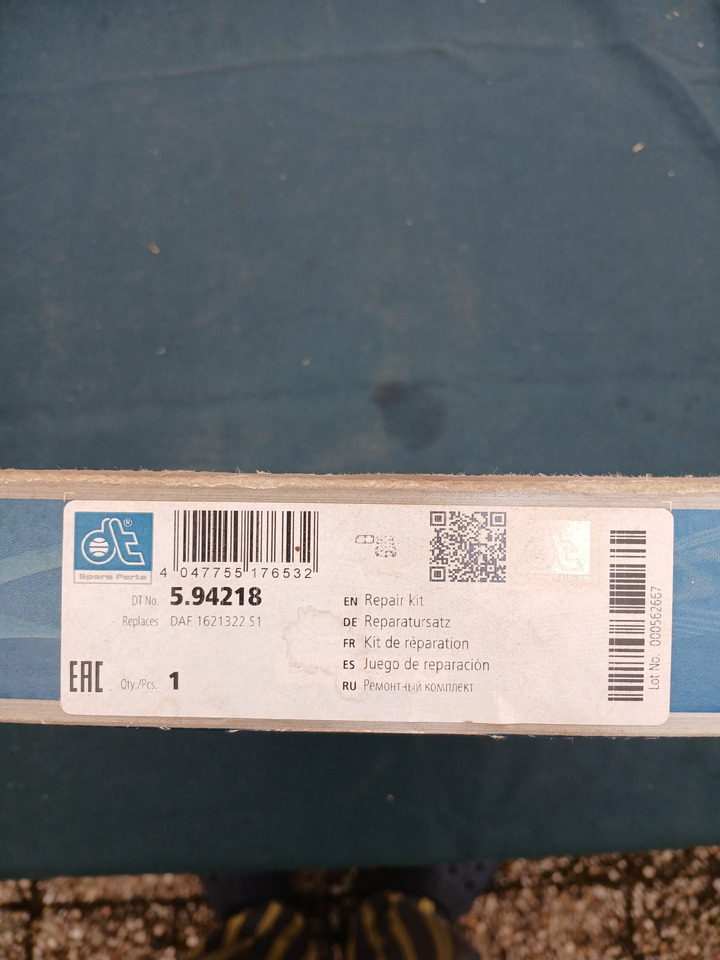 dt®
Spare Parts
4 047755 176532
DT No. 5.94218
Replaces DAF 1621322 S1
EAC Qty./Pcs. 1
EN Repair kit
DE Reparatursatz
FR Kit de réparation
ES Juego de reparación
RU Ремонтный комплект
Lot No. 000562667